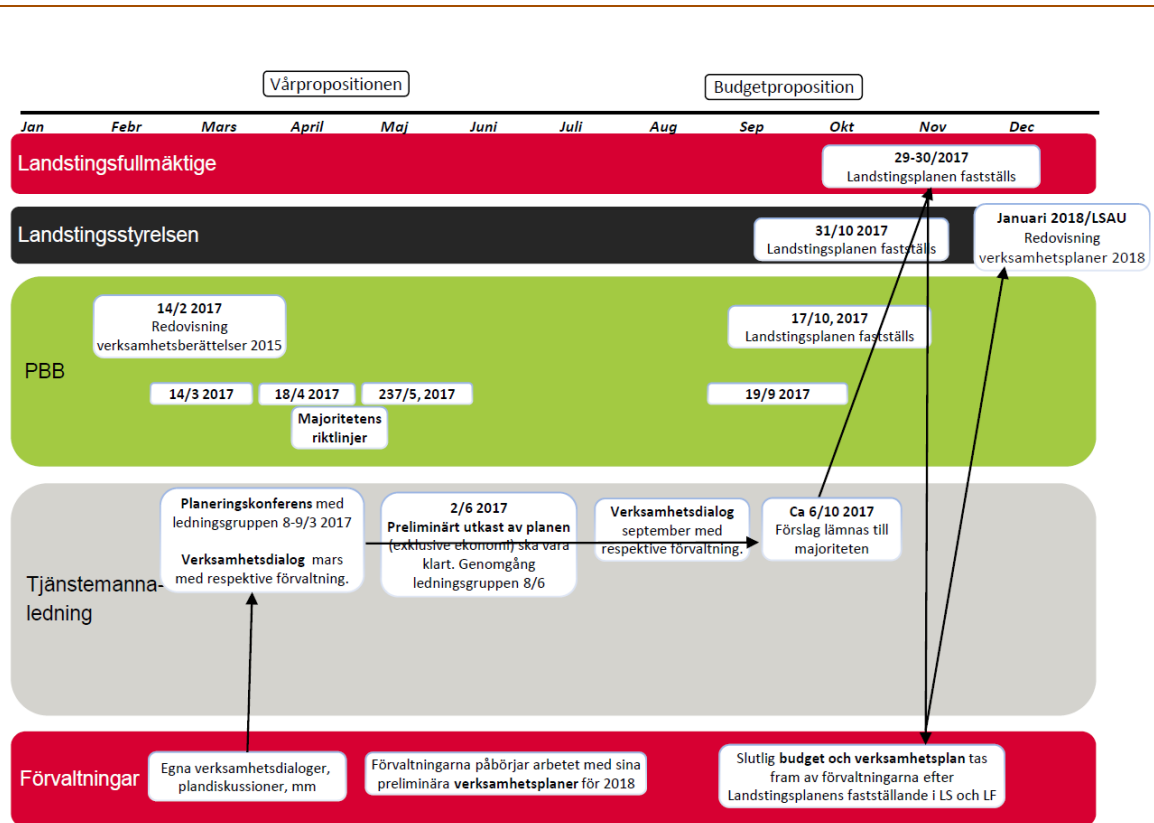 Vårpropositionen
Budgetproposition
Jan Febr Mars April Maj Juni Juli Aug Sep Okt Nov Dec
Landstingsfullmäktige
29-30/2017
Landstingsplanen fastställs
Landstingsstyrelsen
31/10 2017
Landstingsplanen fastställs
Januari 2018/LSAU
Redovisning
verksamhetsplaner 2018
PBB
14/2 2017
Redovisning
verksamhetsberättelser 2015
17/10, 2017
Landstingsplanen fastställs
14/3 2017
18/4 2017
237/5, 2017
19/9 2017
Majoritetens
riktlinjer
Tjänstemanna-
ledning
Planeringskonferens med
ledningsgruppen 8-9/3 2017
Verksamhetsdialog mars
med respektive förvaltning.
2/6 2017
Preliminärt utkast av planen
(exklusive ekonomi) ska vara
klart. Genomgång
ledningsgruppen 8/6
Verksamhetsdialog
september med
respektive förvaltning.
Ca 6/10 2017
Förslag lämnas till
majoriteten
Förvaltningar
Egna verksamhetsdialoger,
plandiskussioner, mm
Förvaltningarna påbörjar arbetet med sina
preliminära verksamhetsplaner för 2018
Slutlig budget och verksamhetsplan tas
fram av förvaltningarna efter
Landstingsplanens fastställande i LS och LF